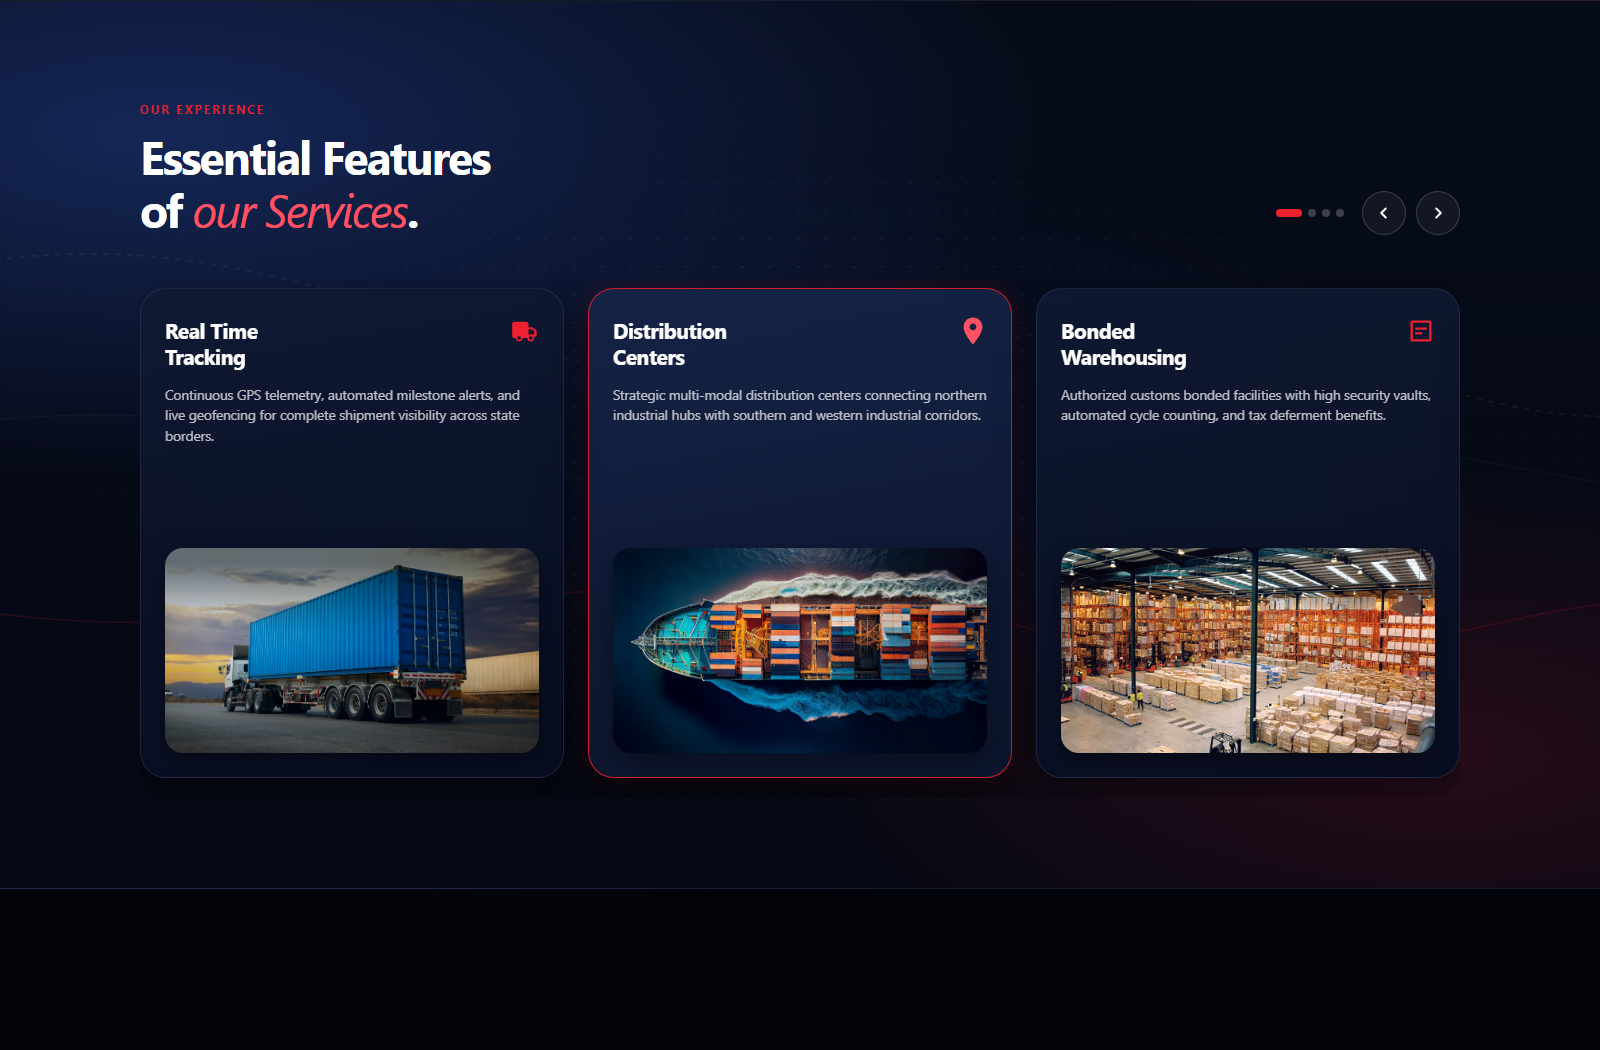 OUR EXPERIENCE
Essential Features
of our Services.
Real Time
Tracking
Continuous GPS telemetry, automated milestone alerts, and
live geofencing for complete shipment visibility across state
borders.
Distribution
Centers
Strategic multi-modal distribution centers connecting northern
industrial hubs with southern and western industrial corridors.
Bonded
Warehousing
Authorized customs bonded facilities with high security vaults,
automated cycle counting, and tax deferment benefits.